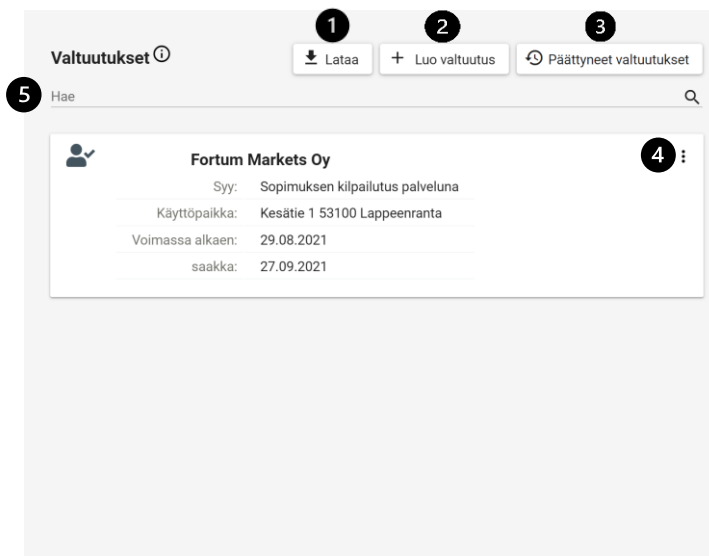 1 2 3
Valtuutukset Lataa Luo valtuutus Päättyneet valtuutukset
5 Hae
Fortum Markets Oy 4
Syy: Sopimuksen kilpailutus palveluna
Käyttöpaikka: Kesätie 1 53100 Lappeenranta
Voimassa alkaen: 29.08.2021
saakka: 27.09.2021